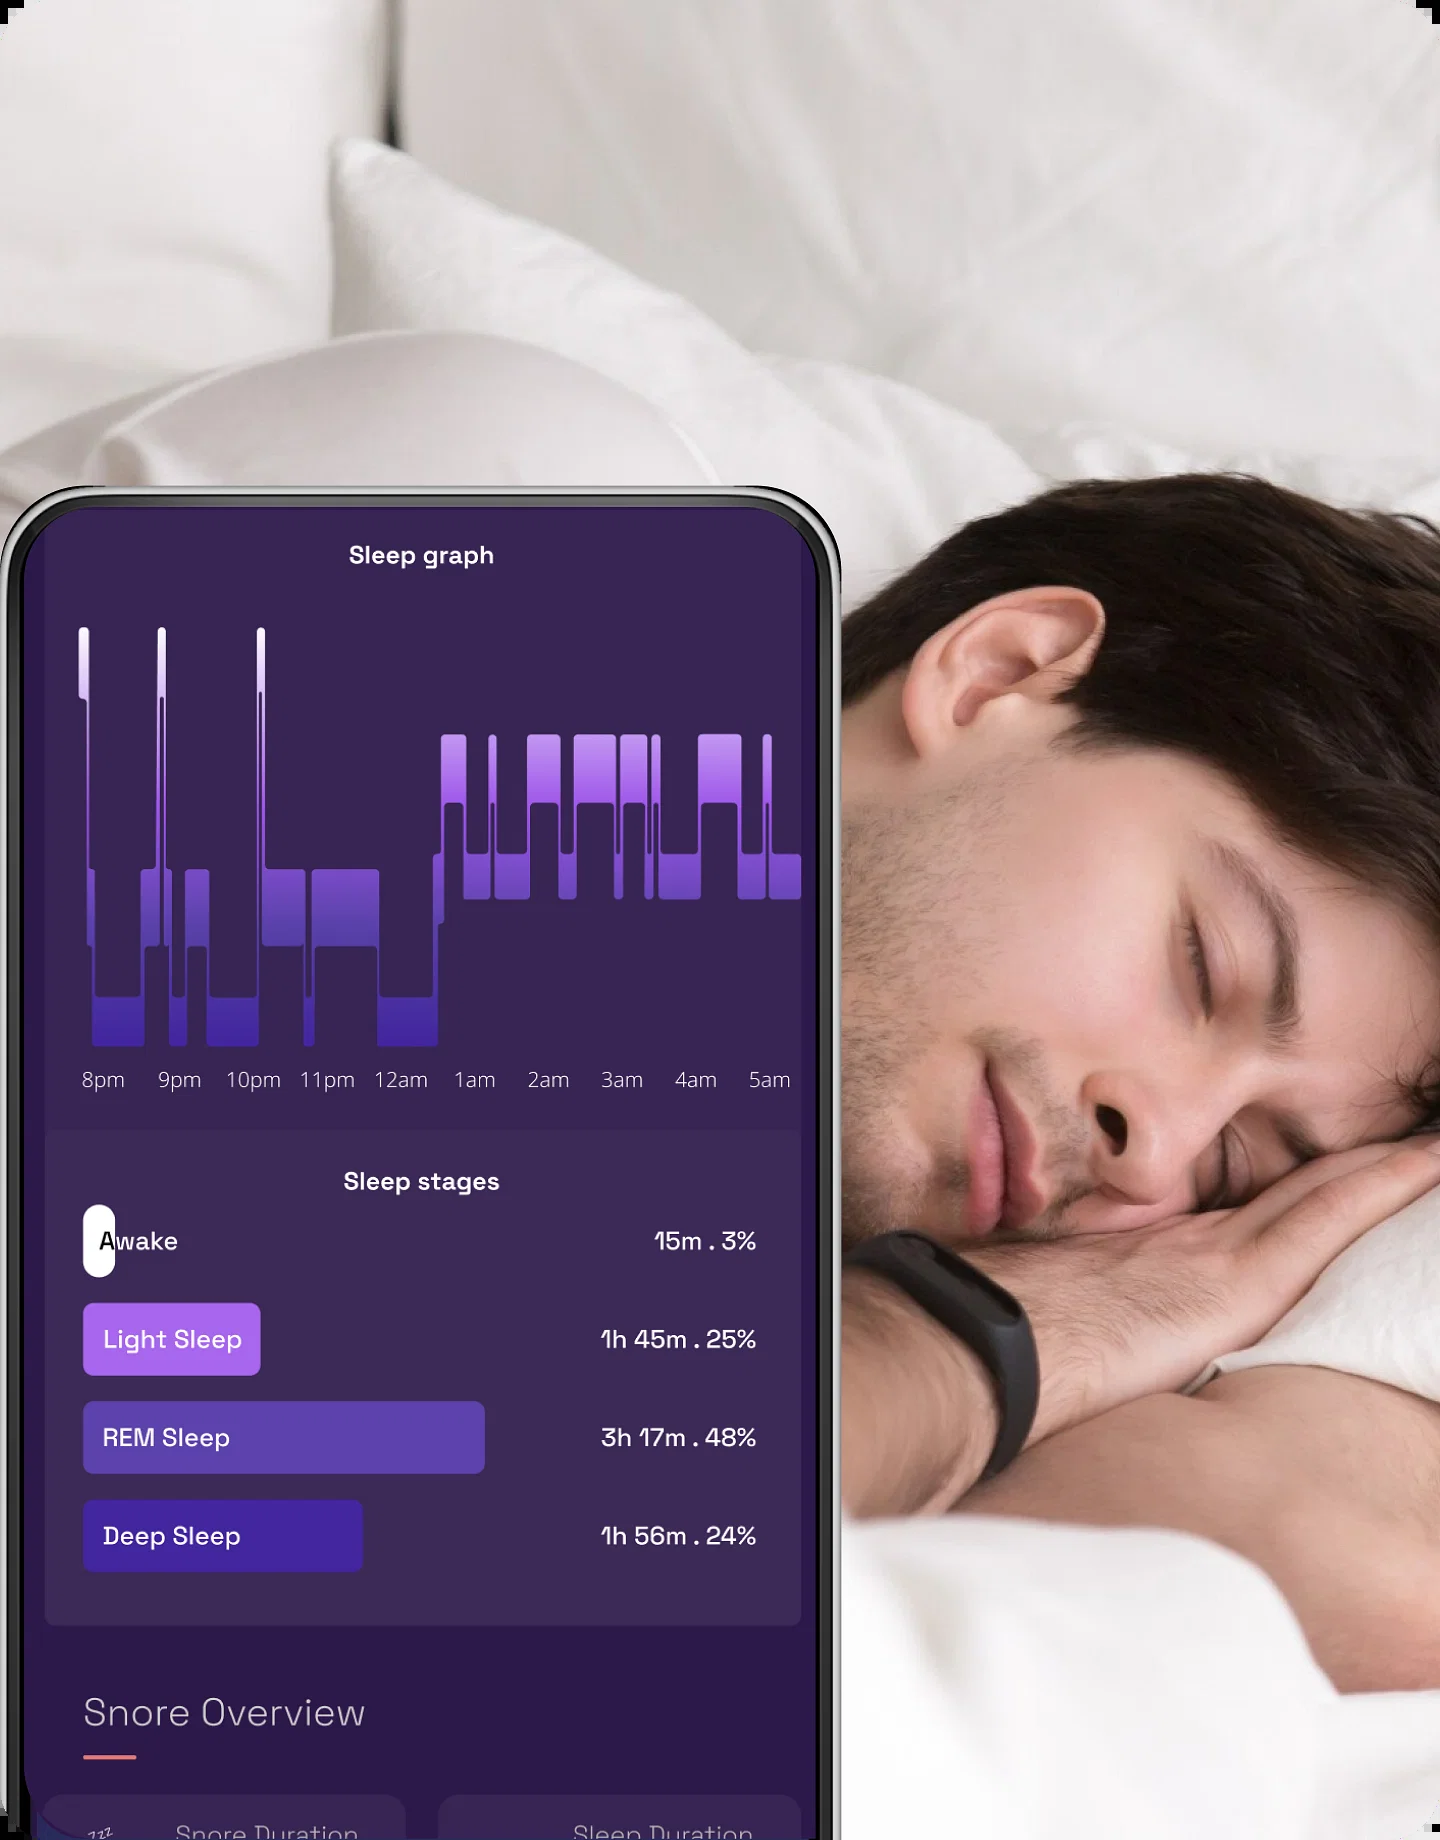 Sleep graph
8pm 9pm 10pm 11pm 12am 1am 2am 3am 4am 5am
Sleep stages
Awake 15m . 3%
Light Sleep 1h 45m . 25%
REM Sleep 3h 17m . 48%
Deep Sleep 1h 56m . 24%
Snore Overview
zzz Snore Duration Sleep Duration